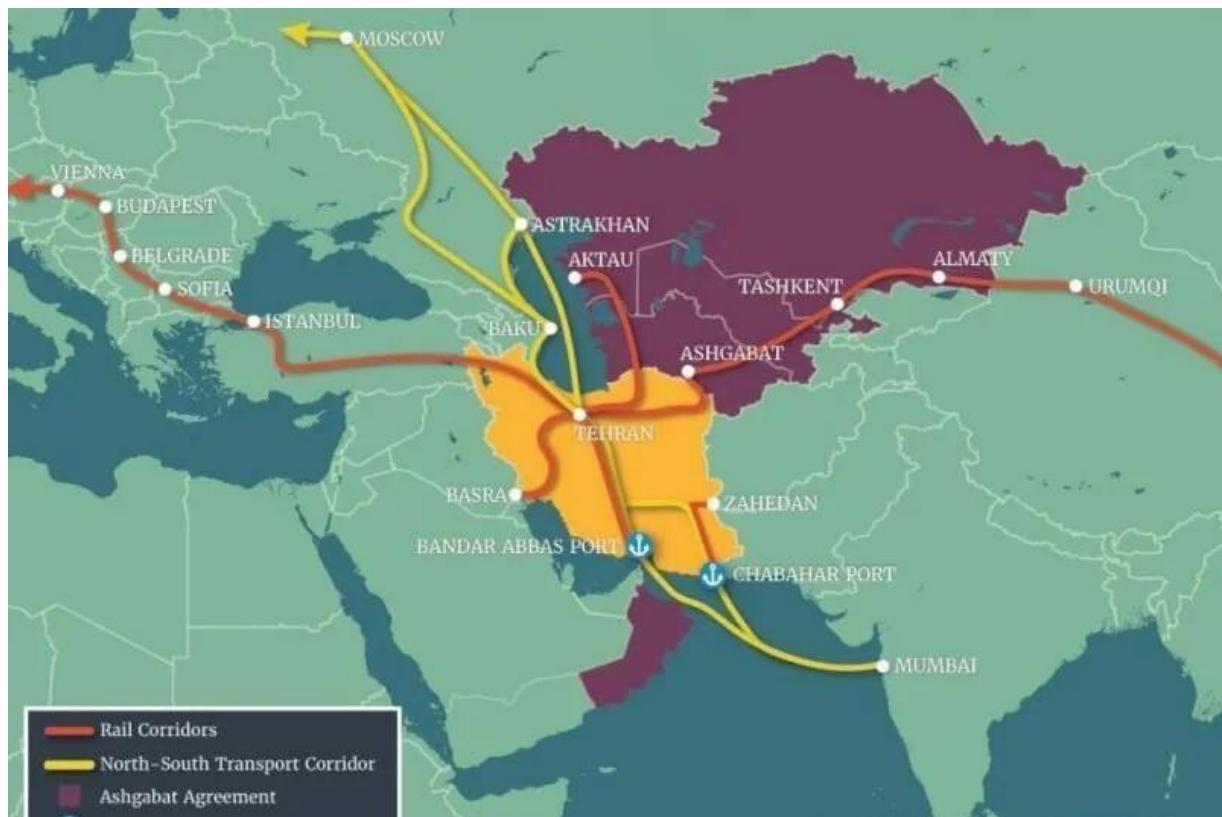 MOSCOW
VIENNA
BUDAPEST
ASTRAKHAN
BELGRADE
AKTAU
ALMATY
SOFIA
TASHKENT
URUMQI
ISTANBUL
BAKU
ASHGABAT
TEHRAN
BASRA
ZAHEDAN
BANDAR ABBAS PORT
CHABAHAR PORT
MUMBAI
Rail Corridors
North-South Transport Corridor
Ashgabat Agreement